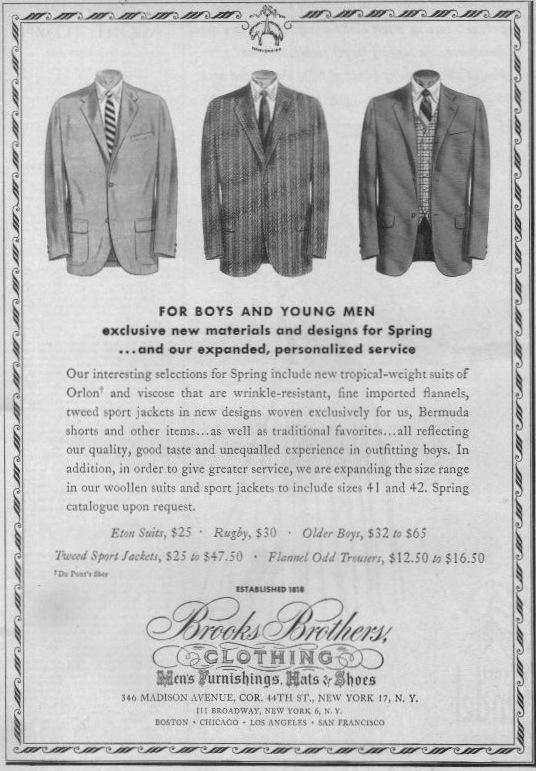 FOR BOYS AND YOUNG MEN
exclusive new materials and designs for Spring
...and our expanded, personalized service
Our interesting selections for Spring include new tropical-weight suits of
Orlon† and viscose that are wrinkle-resistant, fine imported flannels,
tweed sport jackets in new designs woven exclusively for us, Bermuda
shorts and other items...as well as traditional favorites...all reflecting
our quality, good taste and unequalled experience in outfitting boys. In
addition, in order to give greater service, we are expanding the size range
in our woollen suits and sport jackets to include sizes 41 and 42. Spring
catalogue upon request.
Eton Suits, $25 · Rugby, $30 · Older Boys, $32 to $65
Tweed Sport Jackets, $25 to $47.50 · Flannel Odd Trousers, $12.50 to $16.50
†Du Pont's fiber
ESTABLISHED 1818
Brooks Brothers,
CLOTHING
Men's Furnishings, Hats & Shoes
346 MADISON AVENUE, COR. 44TH ST., NEW YORK 17, N. Y.
111 BROADWAY, NEW YORK 6, N. Y.
BOSTON · CHICAGO · LOS ANGELES · SAN FRANCISCO